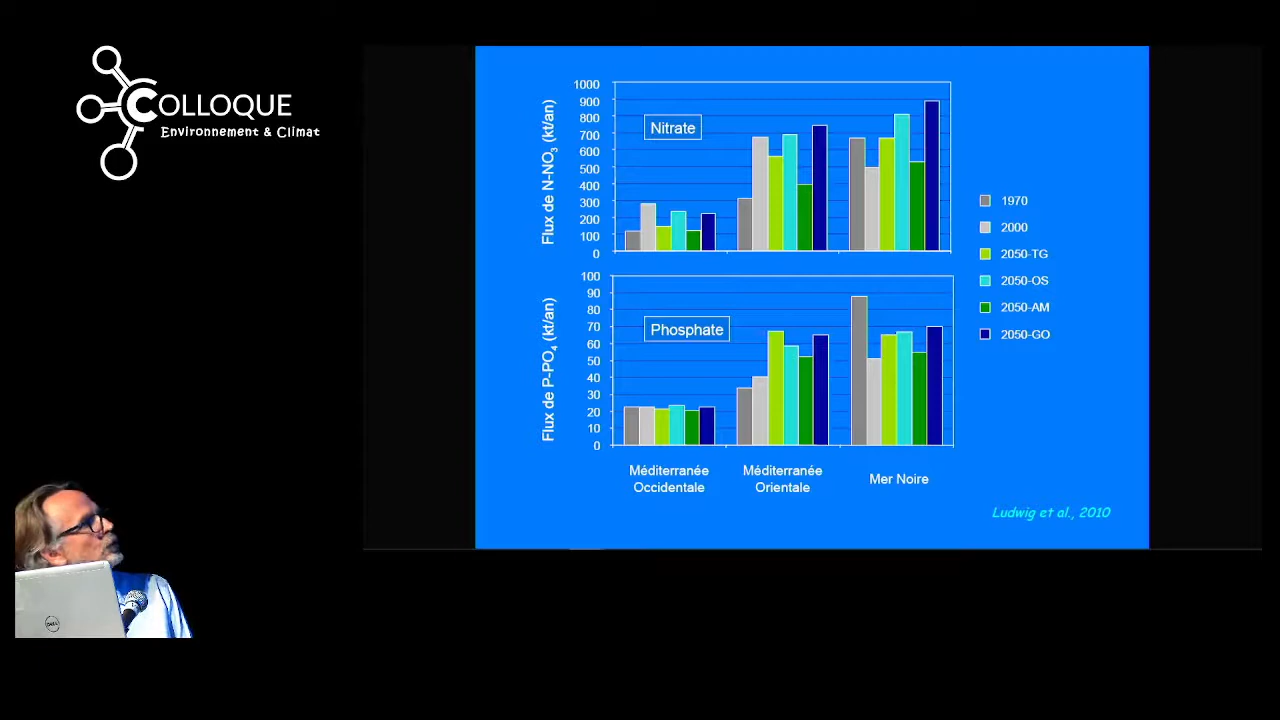 COLLOQUE
Environnement & Climat
1000
900
800
700
600
500
400
300
200
100
0
Flux de N-NO3 (kt/an)
Nitrate
100
90
80
70
60
50
40
30
20
10
0
Flux de P-PO4 (kt/an)
Phosphate
Méditerranée
Occidentale
Méditerranée
Orientale
Mer Noire
1970
2000
2050-TG
2050-OS
2050-AM
2050-GO
Ludwig et al., 2010
DELL